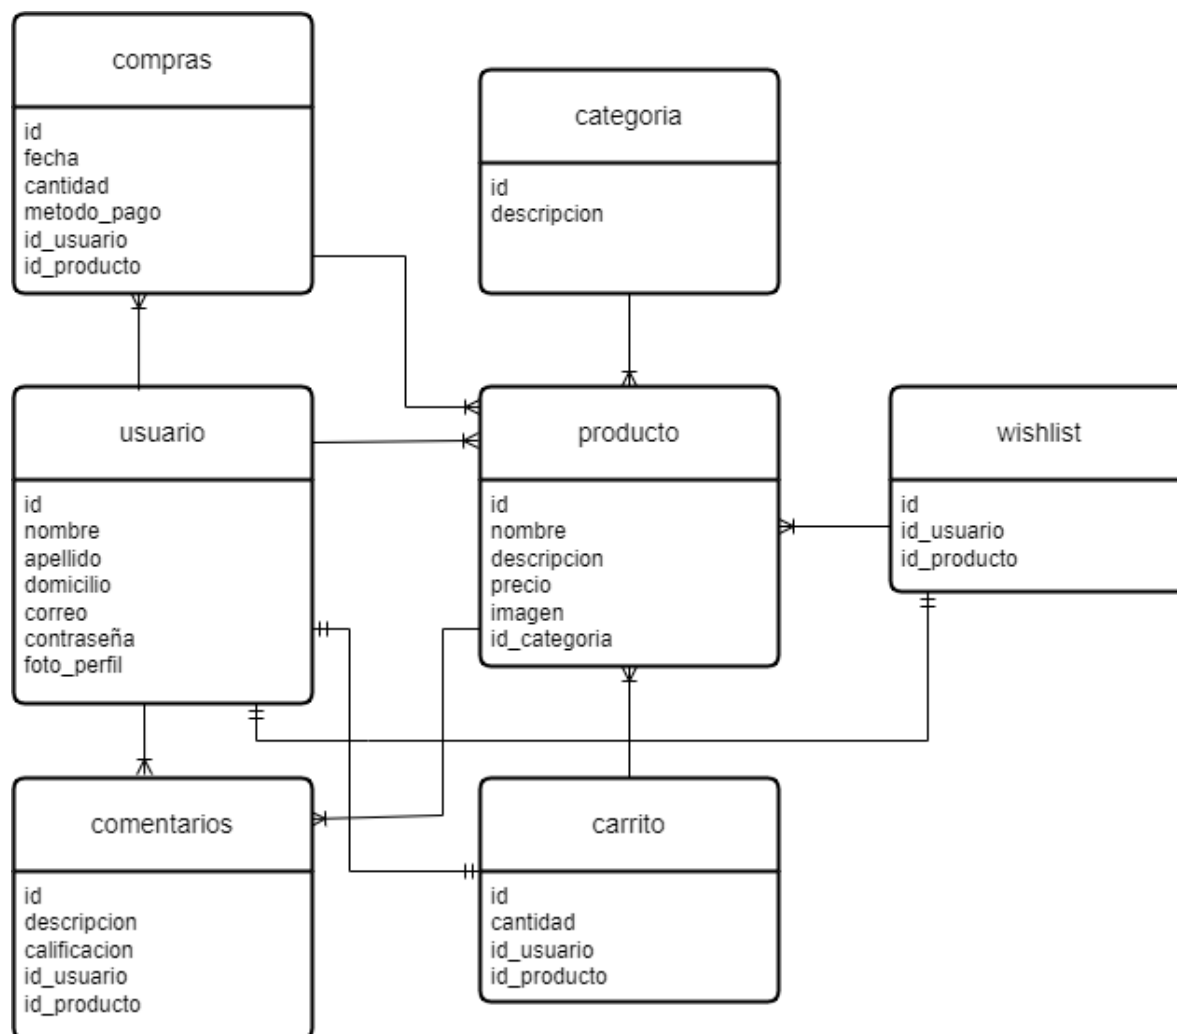 compras
id
fecha
cantidad
metodo_pago
id_usuario
id_producto
categoria
id
descripcion
usuario
id
nombre
apellido
domicilio
correo
contraseña
foto_perfil
producto
id
nombre
descripcion
precio
imagen
id_categoria
wishlist
id
id_usuario
id_producto
comentarios
id
descripcion
calificacion
id_usuario
id_producto
carrito
id
cantidad
id_usuario
id_producto